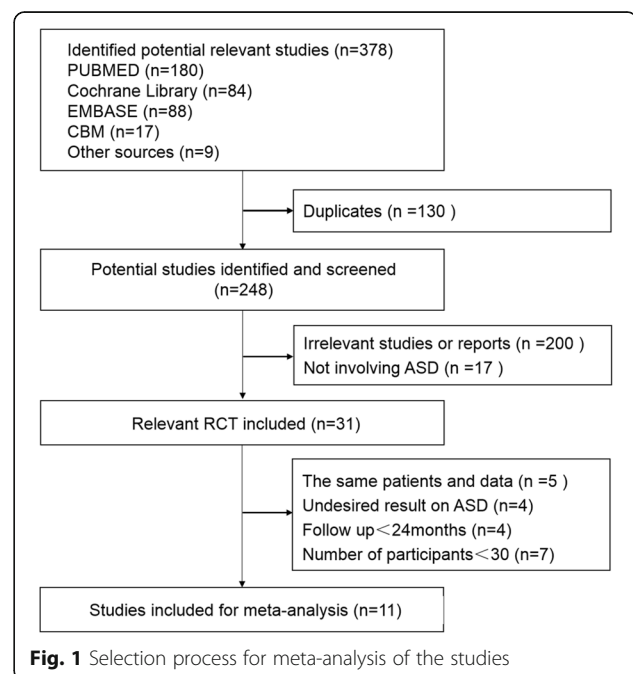 Identified potential relevant studies (n=378)
PUBMED (n=180)
Cochrane Library (n=84)
EMBASE (n=88)
CBM (n=17)
Other sources (n=9)
Duplicates (n =130 )
Potential studies identified and screened
(n=248)
Irrelevant studies or reports (n =200 )
Not involving ASD (n =17 )
Relevant RCT included (n=31)
The same patients and data (n =5 )
Undesired result on ASD (n=4)
Follow up＜24months (n=4)
Number of participants＜30 (n=7)
Studies included for meta-analysis (n=11)
Fig. 1 Selection process for meta-analysis of the studies